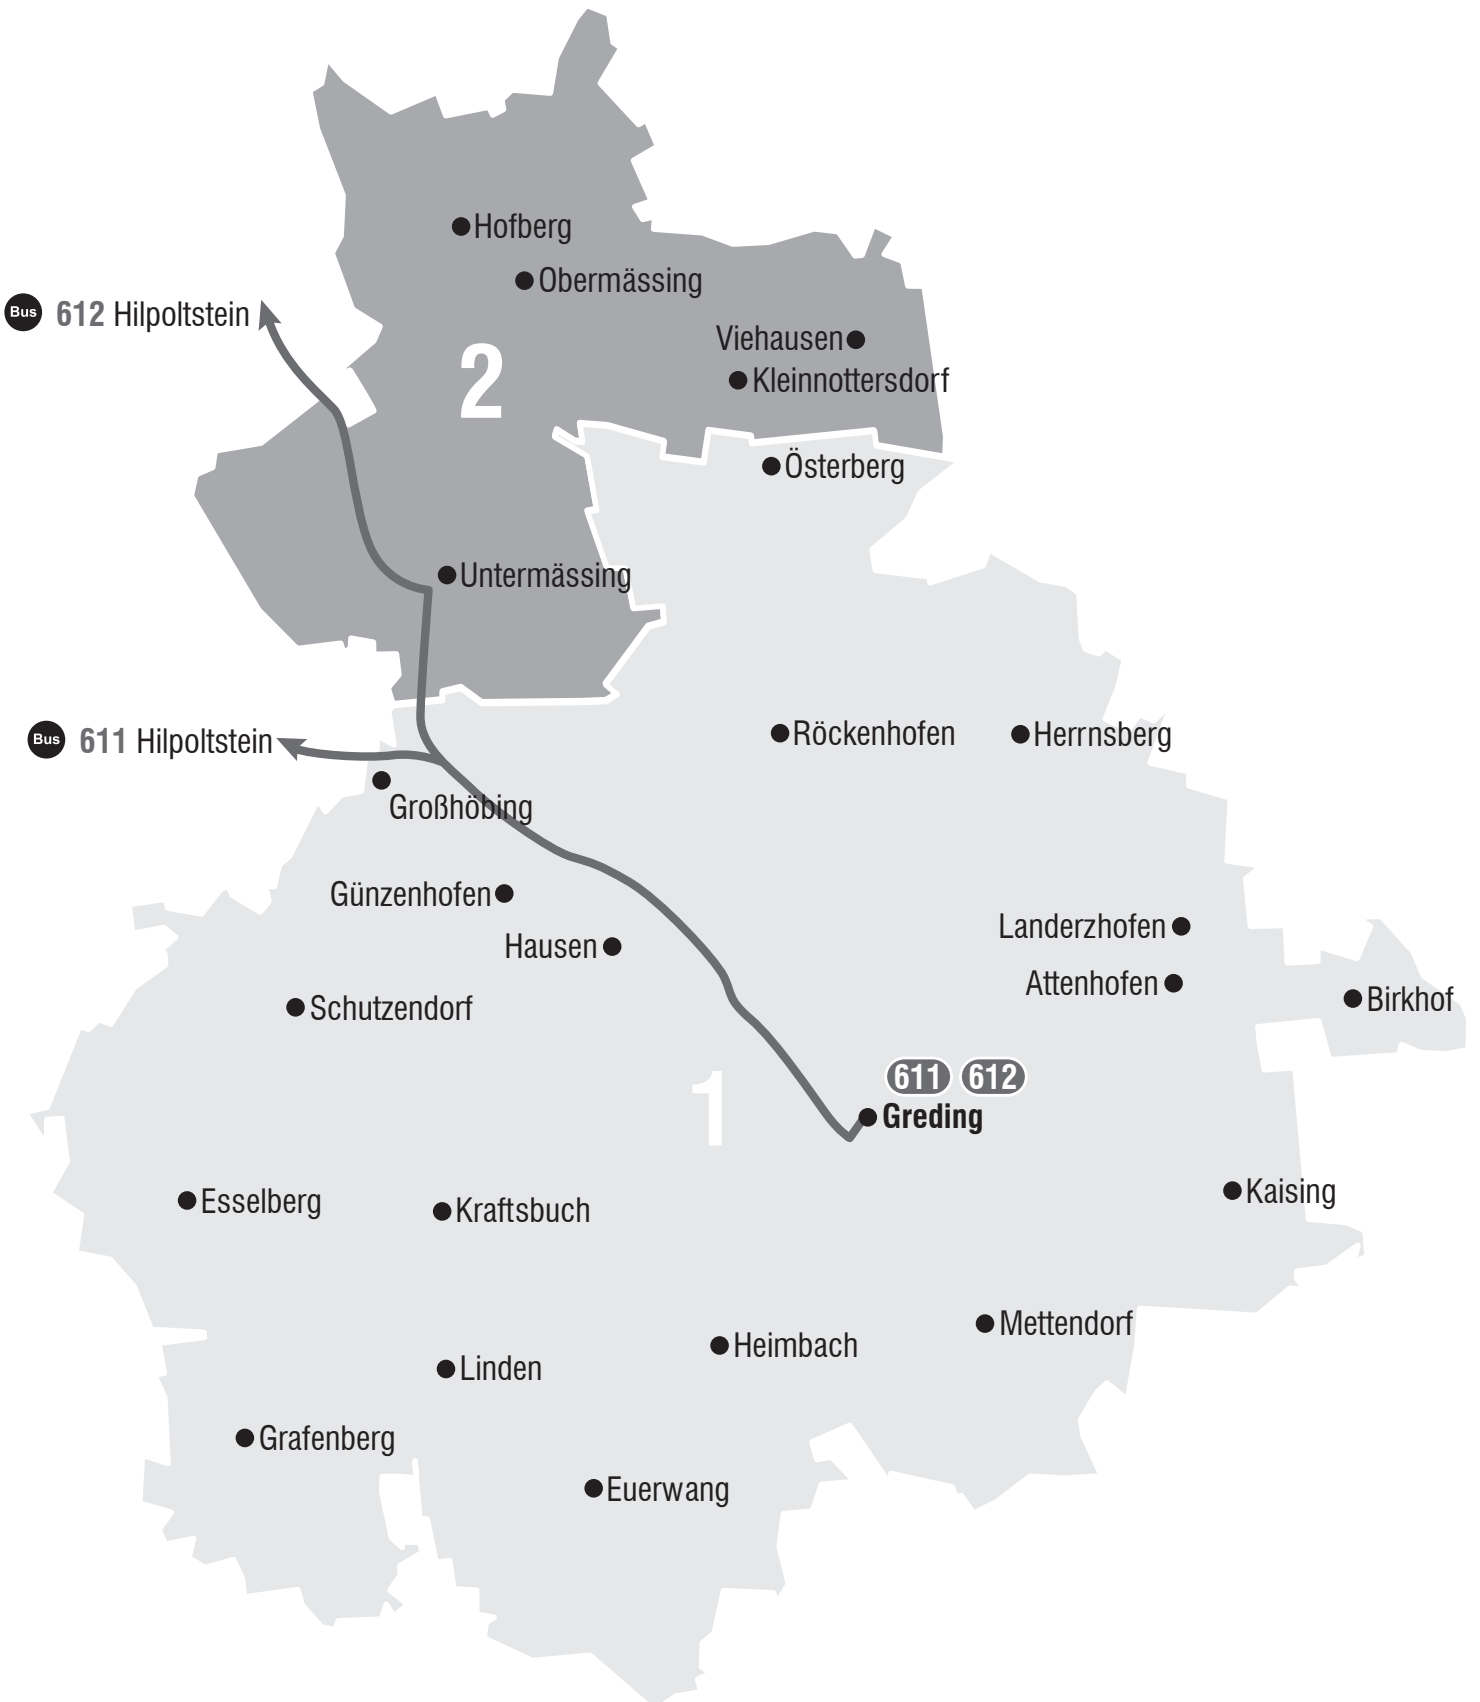 Hofberg
Obermässing
Bus 612 Hilpoltstein
Viehausen
Kleinnottersdorf
2
Österberg
Untermässing
Röckenhofen
Herrnsberg
Bus 611 Hilpoltstein
Großhöbing
Günzenhofen
Hausen
Landerzhofen
Attenhofen
Birkhof
Schutzendorf
611 612
1
Greding
Kaising
Esselberg
Kraftsbuch
Mettendorf
Heimbach
Linden
Grafenberg
Euerwang